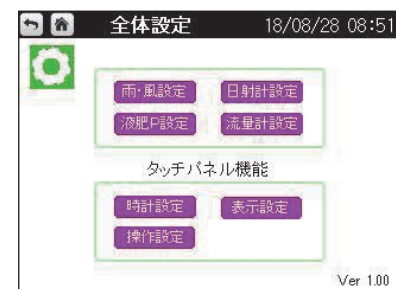 全体設定 18/08/28 08:51
雨・風設定 日射計設定
液肥P設定 流量計設定
タッチパネル機能
時計設定 表示設定
操作設定
Ver 1.00